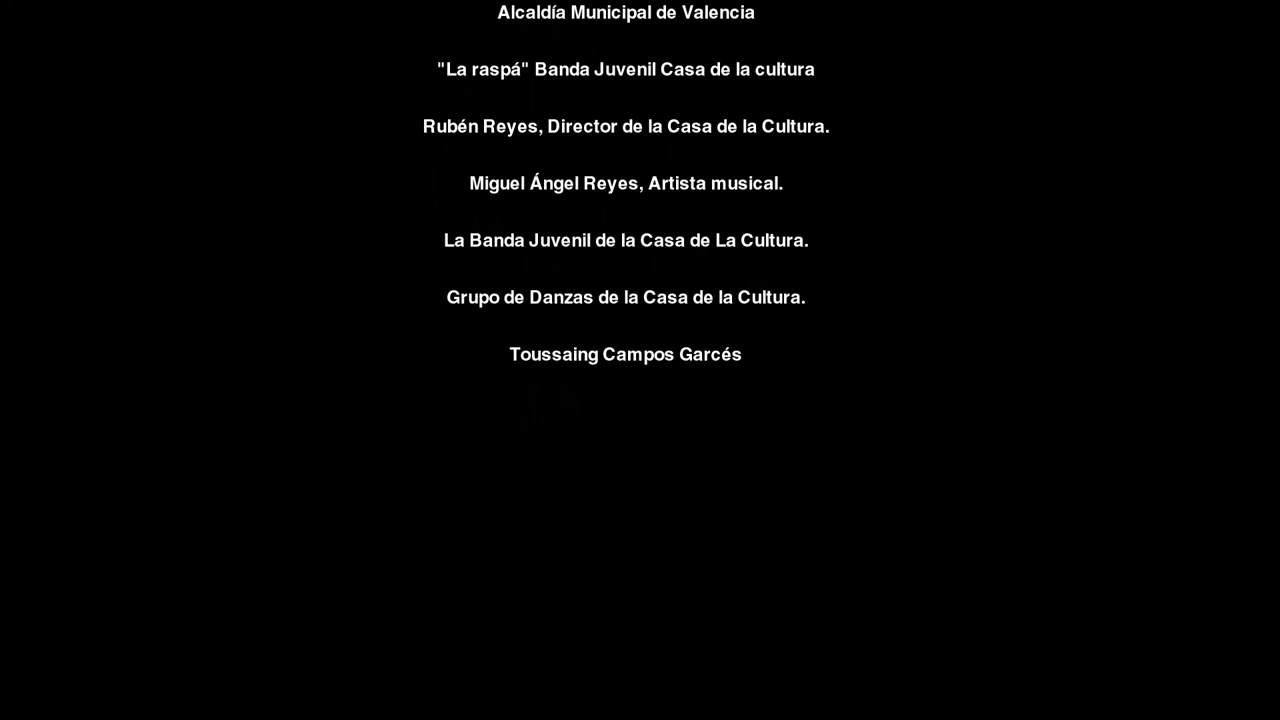 Alcaldía Municipal de Valencia
"La raspá" Banda Juvenil Casa de la cultura
Rubén Reyes, Director de la Casa de la Cultura.
Miguel Ángel Reyes, Artista musical.
La Banda Juvenil de la Casa de La Cultura.
Grupo de Danzas de la Casa de la Cultura.
Toussaing Campos Garcés